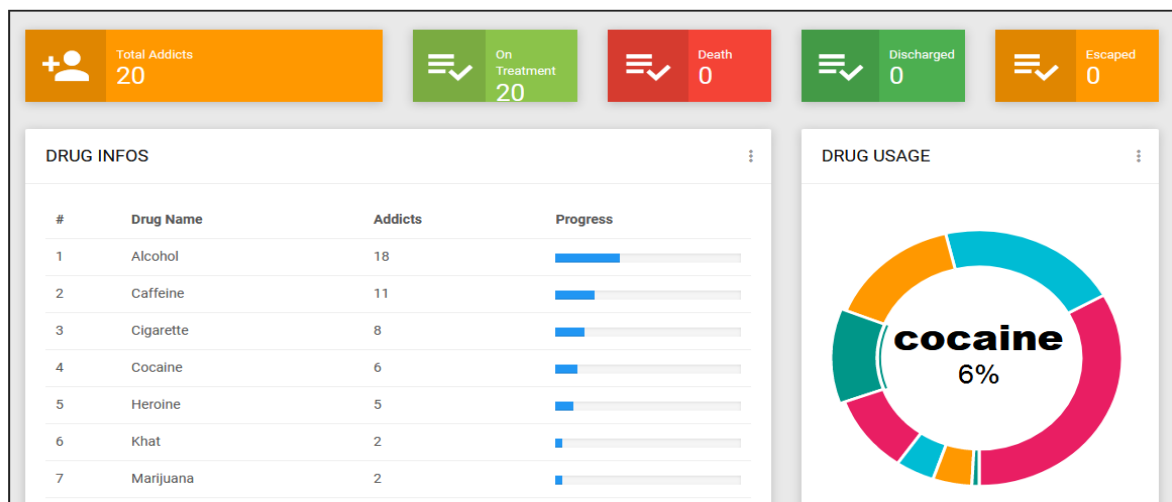 Total Addicts
20
On
Treatment
20
Death
0
Discharged
0
Escaped
0
DRUG INFOS
# Drug Name Addicts Progress
1 Alcohol 18
2 Caffeine 11
3 Cigarette 8
4 Cocaine 6
5 Heroine 5
6 Khat 2
7 Marijuana 2
DRUG USAGE
cocaine
6%